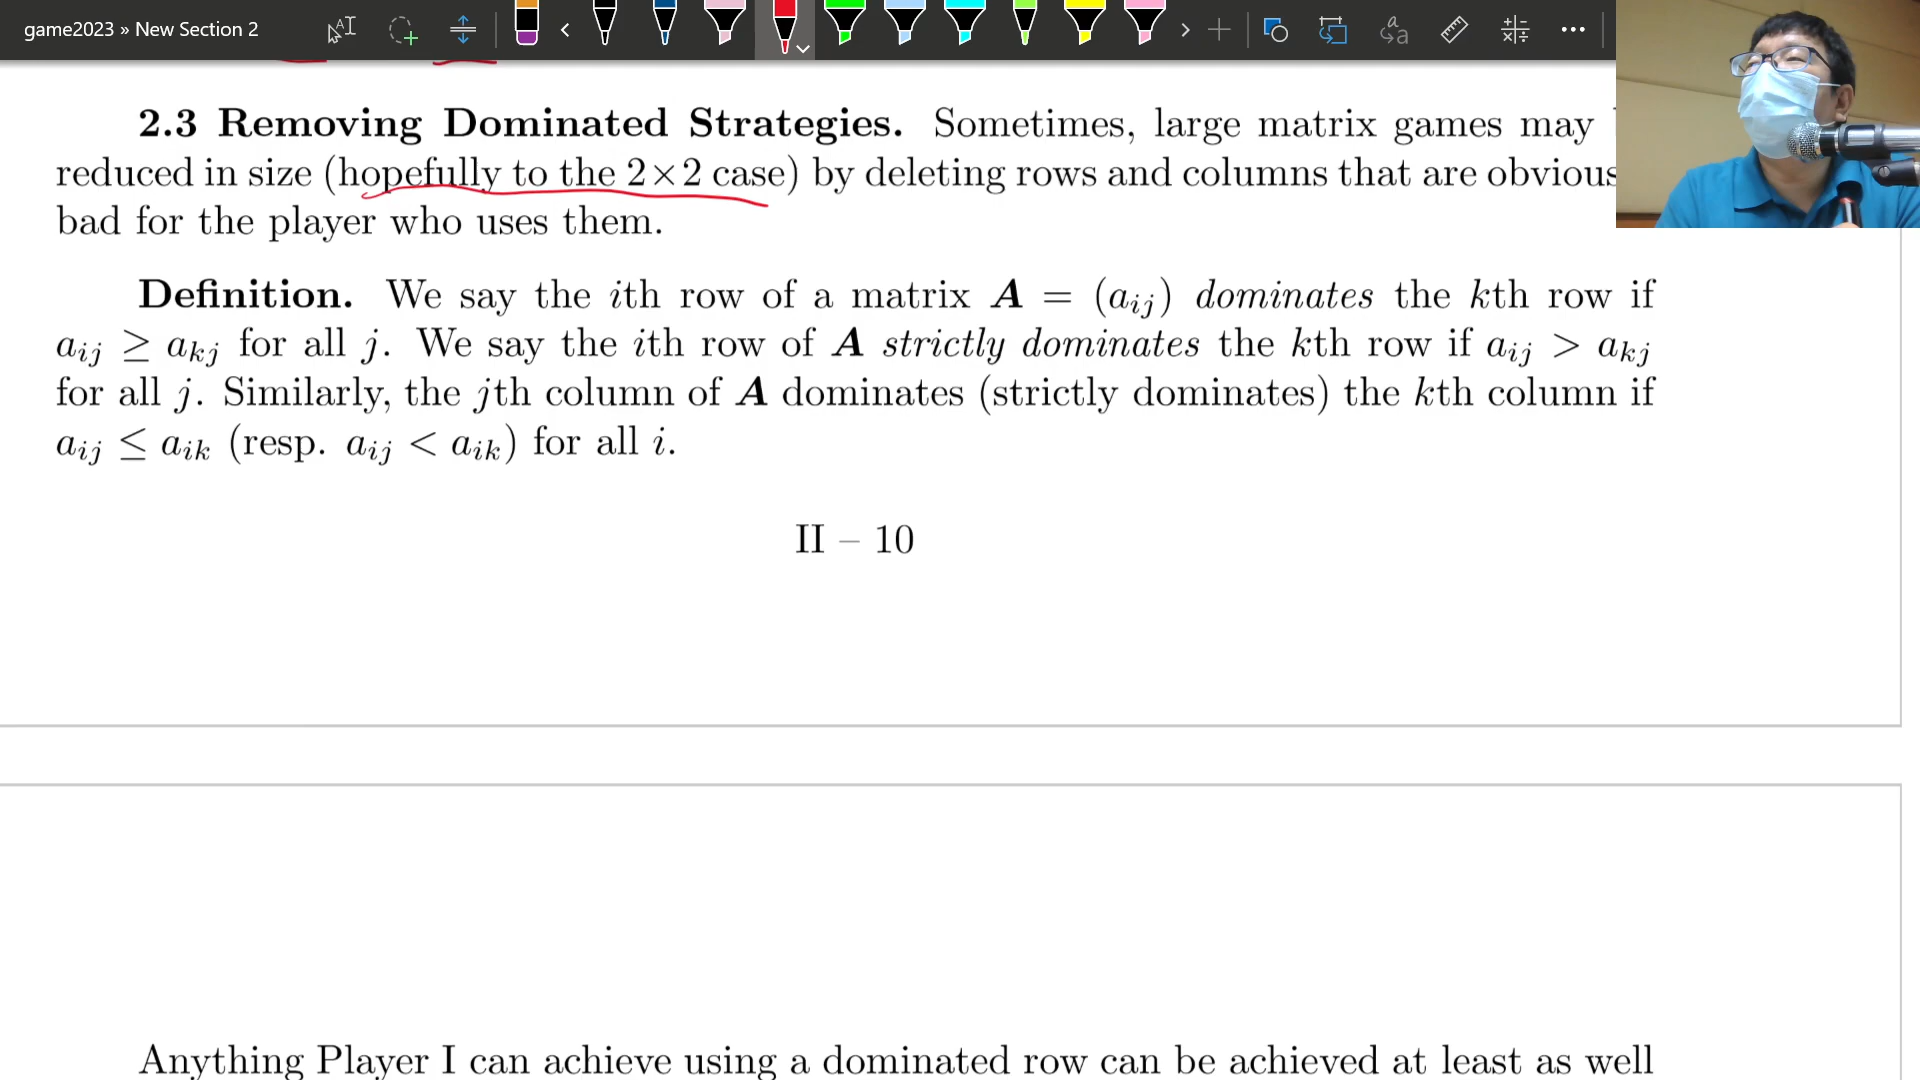 game2023 » New Section 2
2.3 Removing Dominated Strategies. Sometimes, large matrix games may
reduced in size (hopefully to the 2×2 case) by deleting rows and columns that are obvious
bad for the player who uses them.
Definition. We say the ith row of a matrix A = (aij) dominates the kth row if
aij ≥ akj for all j. We say the ith row of A strictly dominates the kth row if aij > akj
for all j. Similarly, the jth column of A dominates (strictly dominates) the kth column if
aij ≤ aik (resp. aij < aik) for all i.
II – 10
Anything Player I can achieve using a dominated row can be achieved at least as well